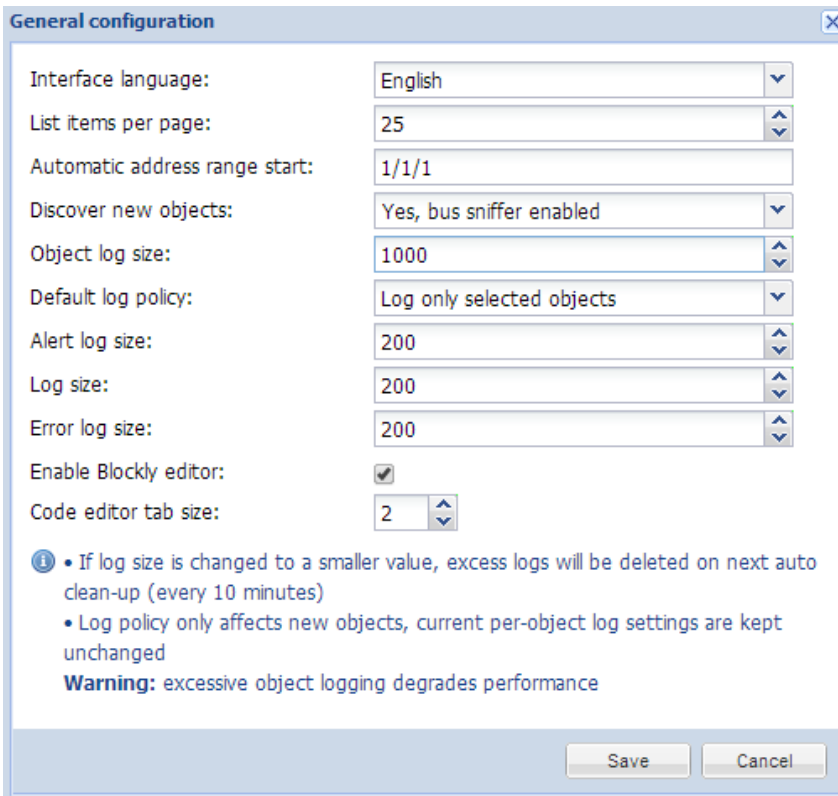 General configuration
Interface language: English
List items per page: 25
Automatic address range start: 1/1/1
Discover new objects: Yes, bus sniffer enabled
Object log size: 1000
Default log policy: Log only selected objects
Alert log size: 200
Log size: 200
Error log size: 200
Enable Blockly editor:
Code editor tab size: 2
• If log size is changed to a smaller value, excess logs will be deleted on next auto
clean-up (every 10 minutes)
• Log policy only affects new objects, current per-object log settings are kept
unchanged
Warning: excessive object logging degrades performance
Save Cancel